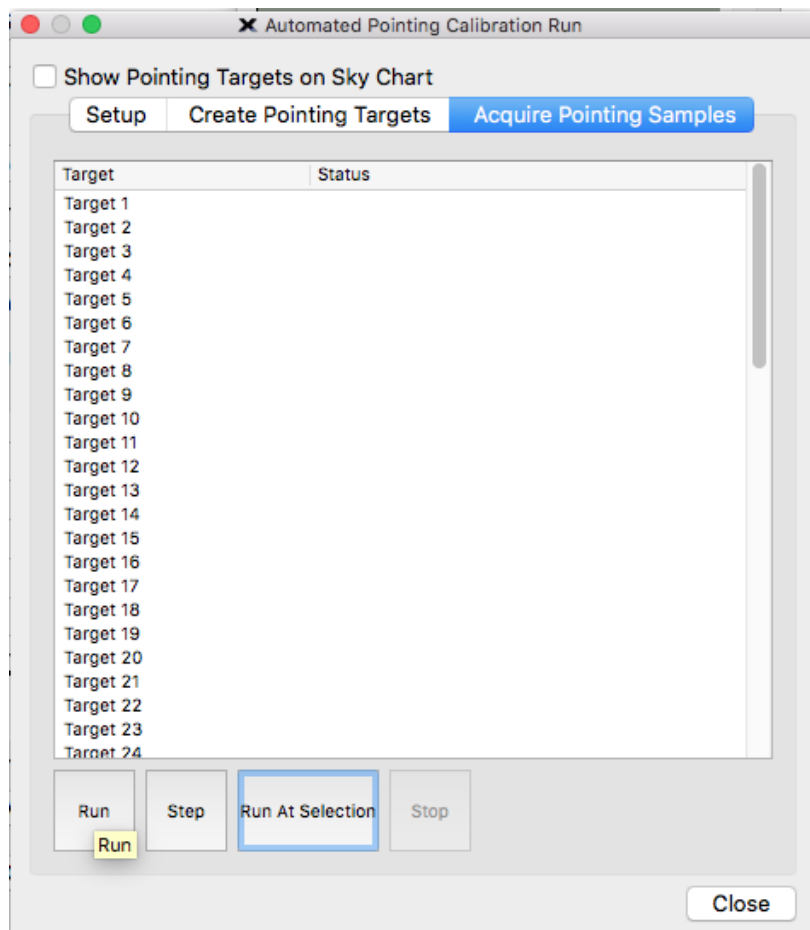 Automated Pointing Calibration Run
Show Pointing Targets on Sky Chart
Setup Create Pointing Targets Acquire Pointing Samples
Target Status
Target 1
Target 2
Target 3
Target 4
Target 5
Target 6
Target 7
Target 8
Target 9
Target 10
Target 11
Target 12
Target 13
Target 14
Target 15
Target 16
Target 17
Target 18
Target 19
Target 20
Target 21
Target 22
Target 23
Target 24
Run Step Run At Selection Stop
Run
Close